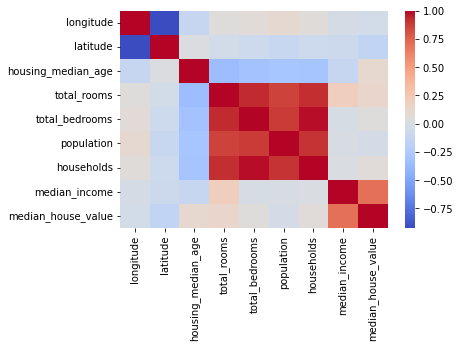 longitude
latitude
housing_median_age
total_rooms
total_bedrooms
population
households
median_income
median_house_value
longitude
latitude
housing_median_age
total_rooms
total_bedrooms
population
households
median_income
median_house_value
1.00
0.75
0.50
0.25
0.00
−0.25
−0.50
−0.75